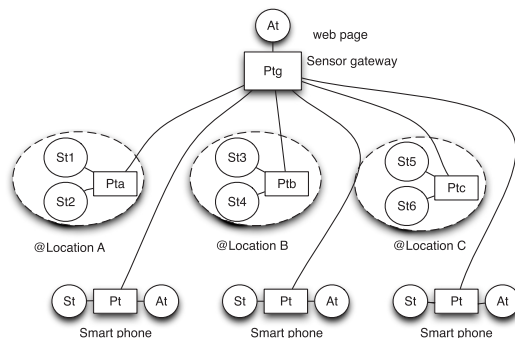 At
web page
Sensor gateway
Ptg
St1
St2
Pta
@Location A
St3
St4
Ptb
@Location B
St5
St6
Ptc
@Location C
St Pt At
Smart phone
St Pt At
Smart phone
St Pt At
Smart phone